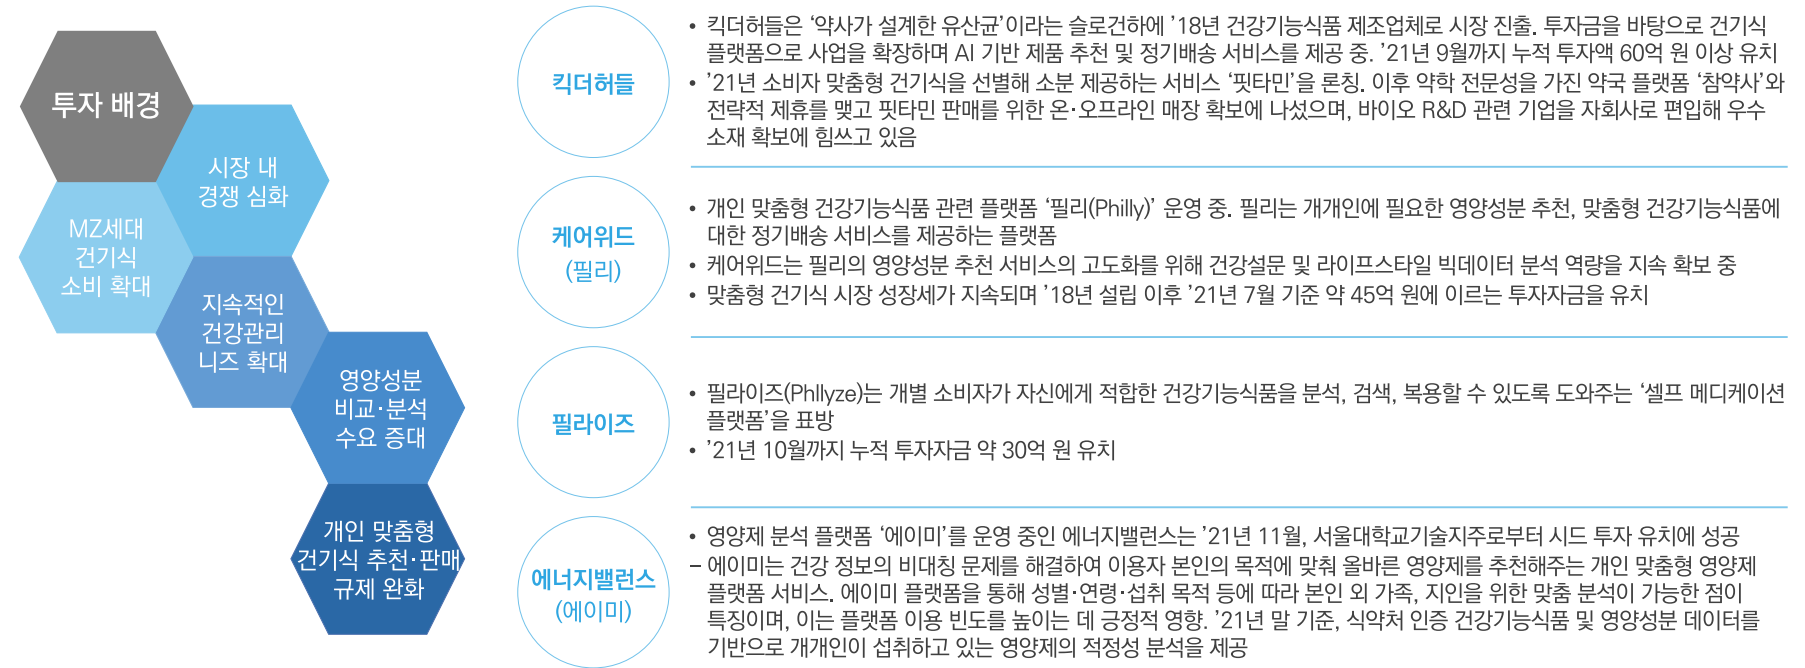 투자 배경
시장 내
경쟁 심화
MZ세대
건기식
소비 확대
지속적인
건강관리
니즈 확대
영양성분
비교·분석
수요 증대
개인 맞춤형
건기식 추천·판매
규제 완화
킥더허들
• 킥더허들은 ‘약사가 설계한 유산균’이라는 슬로건하에 ’18년 건강기능식품 제조업체로 시장 진출. 투자금을 바탕으로 건기식
플랫폼으로 사업을 확장하며 AI 기반 제품 추천 및 정기배송 서비스를 제공 중. ’21년 9월까지 누적 투자액 60억 원 이상 유치
• ’21년 소비자 맞춤형 건기식을 선별해 소분 제공하는 서비스 ‘핏타민’을 론칭. 이후 약학 전문성을 가진 약국 플랫폼 ‘참약사’와
전략적 제휴를 맺고 핏타민 판매를 위한 온·오프라인 매장 확보에 나섰으며, 바이오 R&D 관련 기업을 자회사로 편입해 우수
소재 확보에 힘쓰고 있음
케어위드
(필리)
• 개인 맞춤형 건강기능식품 관련 플랫폼 ‘필리(Philly)’ 운영 중. 필리는 개개인에 필요한 영양성분 추천, 맞춤형 건강기능식품에
대한 정기배송 서비스를 제공하는 플랫폼
• 케어위드는 필리의 영양성분 추천 서비스의 고도화를 위해 건강설문 및 라이프스타일 빅데이터 분석 역량을 지속 확보 중
• 맞춤형 건기식 시장 성장세가 지속되며 ’18년 설립 이후 ’21년 7월 기준 약 45억 원에 이르는 투자자금을 유치
필라이즈
• 필라이즈(Phllyze)는 개별 소비자가 자신에게 적합한 건강기능식품을 분석, 검색, 복용할 수 있도록 도와주는 ‘셀프 메디케이션
플랫폼’을 표방
• ’21년 10월까지 누적 투자자금 약 30억 원 유치
에너지밸런스
(에이미)
• 영양제 분석 플랫폼 ‘에이미’를 운영 중인 에너지밸런스는 ’21년 11월, 서울대학교기술지주로부터 시드 투자 유치에 성공
– 에이미는 건강 정보의 비대칭 문제를 해결하여 이용자 본인의 목적에 맞춰 올바른 영양제를 추천해주는 개인 맞춤형 영양제
플랫폼 서비스. 에이미 플랫폼을 통해 성별·연령·섭취 목적 등에 따라 본인 외 가족, 지인을 위한 맞춤 분석이 가능한 점이
특징이며, 이는 플랫폼 이용 빈도를 높이는 데 긍정적 영향. ’21년 말 기준, 식약처 인증 건강기능식품 및 영양성분 데이터를
기반으로 개개인이 섭취하고 있는 영양제의 적정성 분석을 제공